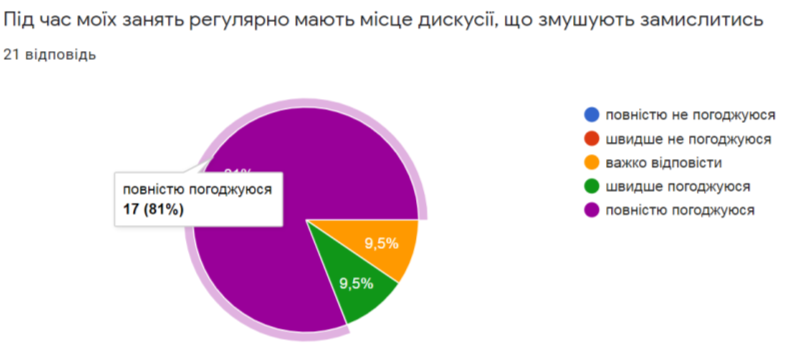 Під час моїх занять регулярно мають місце дискусії, що змушують замислитись
21 відповідь
повністю не погоджуюся
швидше не погоджуюся
важко відповісти
швидше погоджуюся
повністю погоджуюся
повністю погоджуюся
17 (81%)
9,5%
9,5%